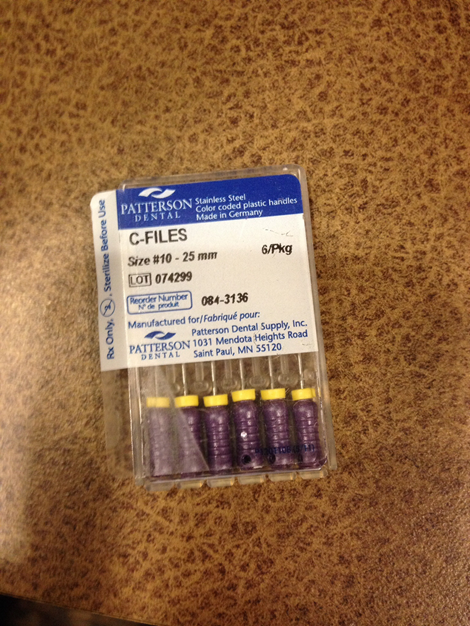 PATTERSON
DENTAL
Stainless Steel
Color coded plastic handles
Made in Germany
C-FILES
Size #10 - 25 mm
6/Pkg
LOT 074299
Reorder Number
N° de produit
084-3136
Manufactured for/Fabriqué pour:
PATTERSON
DENTAL
Patterson Dental Supply, Inc.
1031 Mendota Heights Road
Saint Paul, MN 55120
Rx Only. Sterilize Before Use